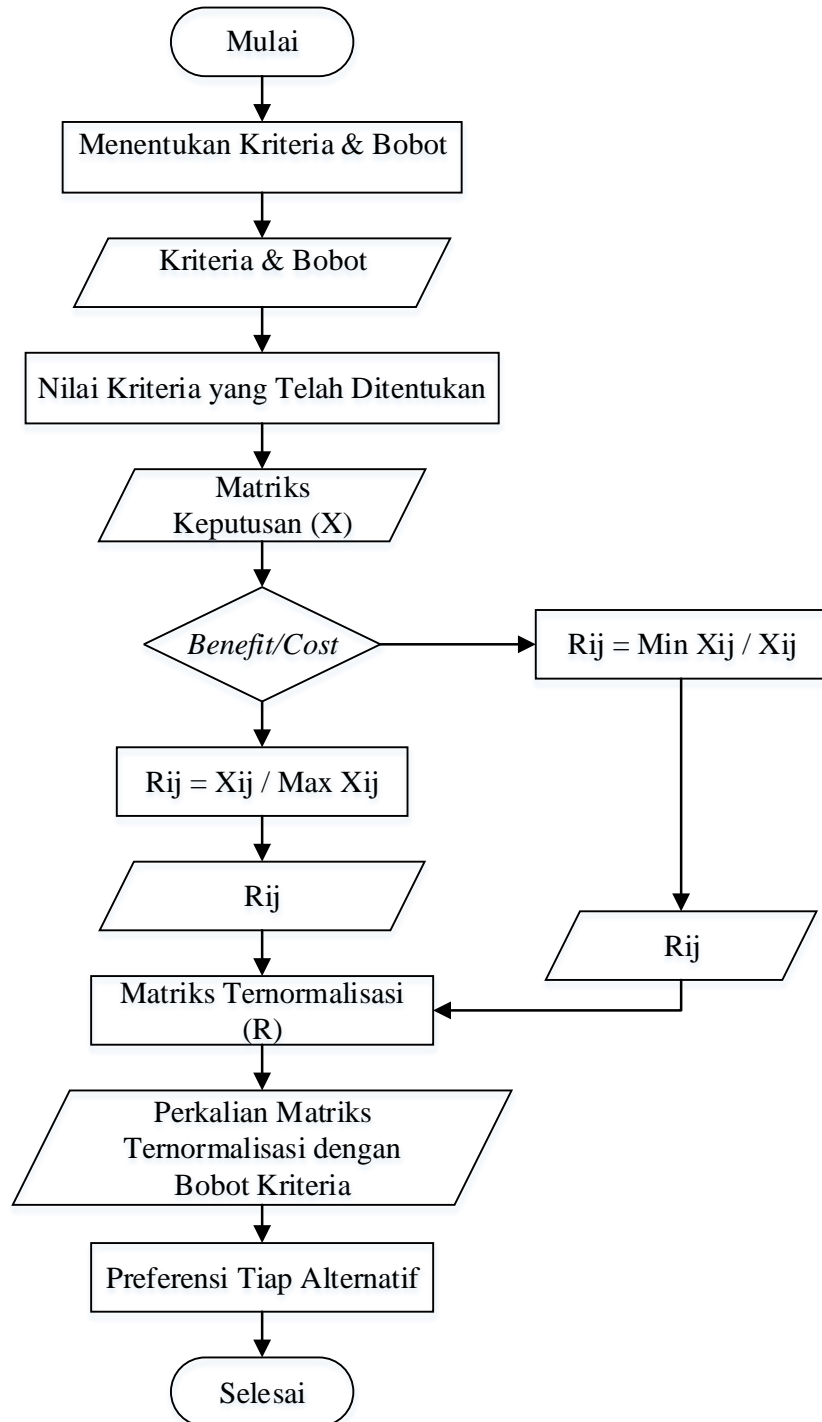 Mulai
Menentukan Kriteria & Bobot
Kriteria & Bobot
Nilai Kriteria yang Telah Ditentukan
Matriks
Keputusan (X)
Benefit/Cost
Rij = Min Xij / Xij
Rij = Xij / Max Xij
Rij
Rij
Matriks Ternormalisasi
(R)
Perkalian Matriks
Ternormalisasi dengan
Bobot Kriteria
Preferensi Tiap Alternatif
Selesai